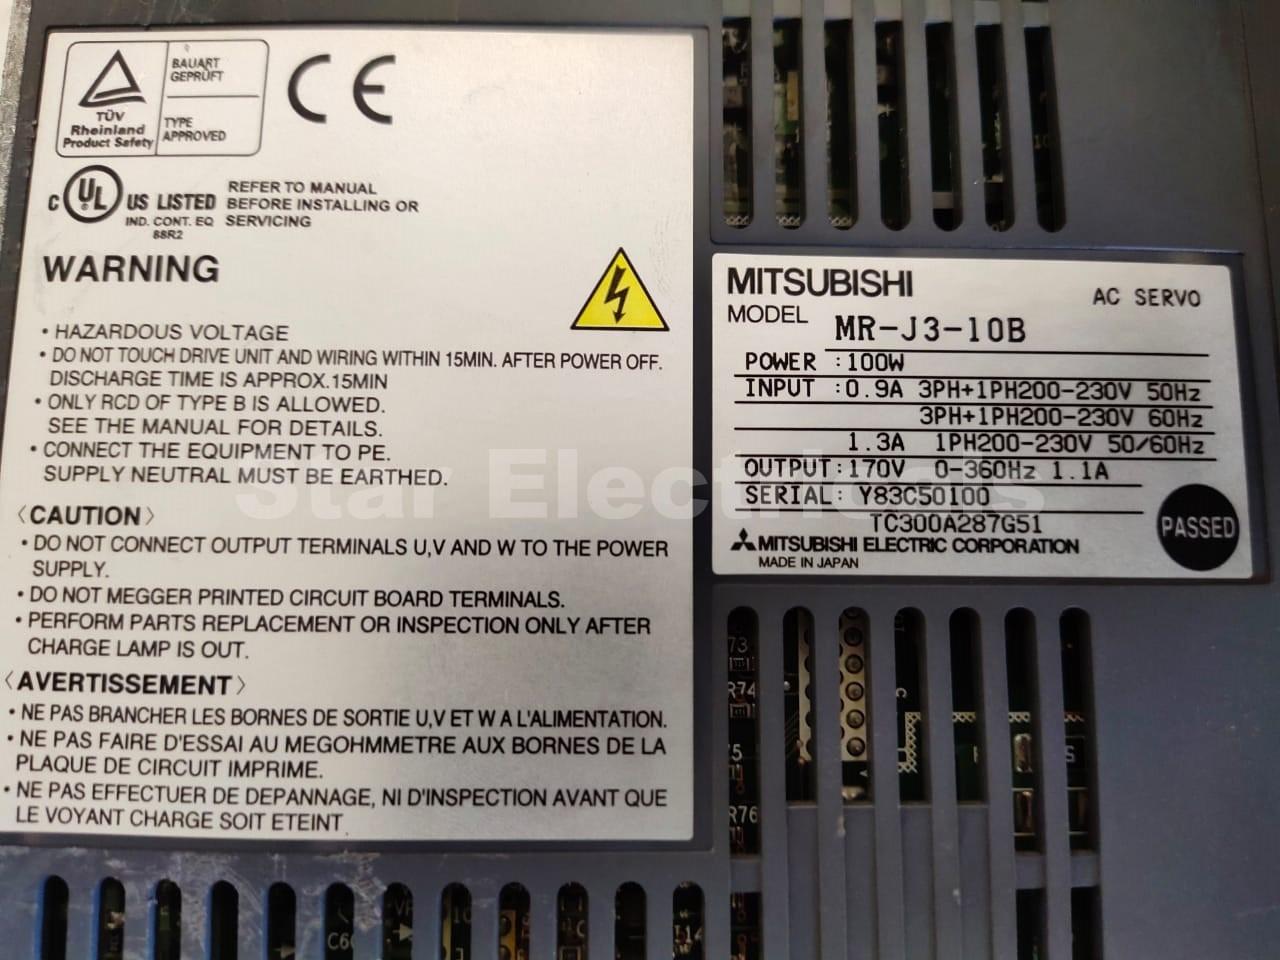 BAUART
GEPRÜFT
TÜV
Rheinland
Product Safety
TYPE
APPROVED
CE
C UL US LISTED
IND. CONT. EQ
88R2
REFER TO MANUAL
BEFORE INSTALLING OR
SERVICING
WARNING
• HAZARDOUS VOLTAGE
• DO NOT TOUCH DRIVE UNIT AND WIRING WITHIN 15MIN. AFTER POWER OFF.
DISCHARGE TIME IS APPROX.15MIN
• ONLY RCD OF TYPE B IS ALLOWED.
SEE THE MANUAL FOR DETAILS.
• CONNECT THE EQUIPMENT TO PE.
SUPPLY NEUTRAL MUST BE EARTHED.
〈CAUTION〉
• DO NOT CONNECT OUTPUT TERMINALS U,V AND W TO THE POWER
SUPPLY.
• DO NOT MEGGER PRINTED CIRCUIT BOARD TERMINALS.
• PERFORM PARTS REPLACEMENT OR INSPECTION ONLY AFTER
CHARGE LAMP IS OUT.
〈AVERTISSEMENT〉
• NE PAS BRANCHER LES BORNES DE SORTIE U,V ET W A L'ALIMENTATION.
• NE PAS FAIRE D'ESSAI AU MEGOHMMETRE AUX BORNES DE LA
PLAQUE DE CIRCUIT IMPRIME.
• NE PAS EFFECTUER DE DEPANNAGE, NI D'INSPECTION AVANT QUE
LE VOYANT CHARGE SOIT ETEINT.
MITSUBISHI
AC SERVO
MODEL MR-J3-10B
POWER :100W
INPUT :0.9A 3PH+1PH200-230V 50Hz
3PH+1PH200-230V 60Hz
1.3A 1PH200-230V 50/60Hz
OUTPUT:170V 0-360Hz 1.1A
SERIAL: Y83C50100
TC300A287G51
MITSUBISHI ELECTRIC CORPORATION
MADE IN JAPAN
PASSED
Star Electricals
73
R74
R76
C6